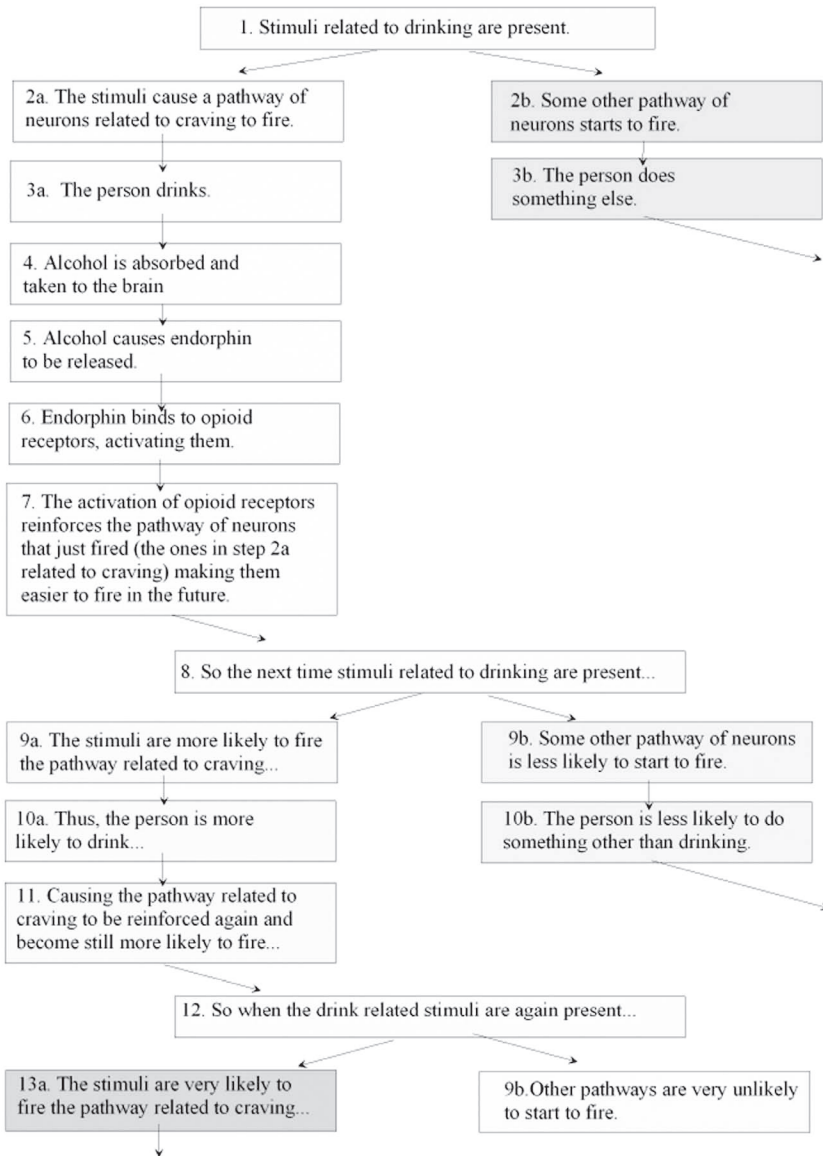 1. Stimuli related to drinking are present.
2a. The stimuli cause a pathway of
neurons related to craving to fire.
2b. Some other pathway of
neurons starts to fire.
3a. The person drinks.
3b. The person does
something else.
4. Alcohol is absorbed and
taken to the brain
5. Alcohol causes endorphin
to be released.
6. Endorphin binds to opioid
receptors, activating them.
7. The activation of opioid receptors
reinforces the pathway of neurons
that just fired (the ones in step 2a
related to craving) making them
easier to fire in the future.
8. So the next time stimuli related to drinking are present...
9a. The stimuli are more likely to fire
the pathway related to craving...
9b. Some other pathway of neurons
is less likely to start to fire.
10a. Thus, the person is more
likely to drink...
10b. The person is less likely to do
something other than drinking.
11. Causing the pathway related to
craving to be reinforced again and
become still more likely to fire...
12. So when the drink related stimuli are again present...
13a. The stimuli are very likely to
fire the pathway related to craving...
9b.Other pathways are very unlikely
to start to fire.